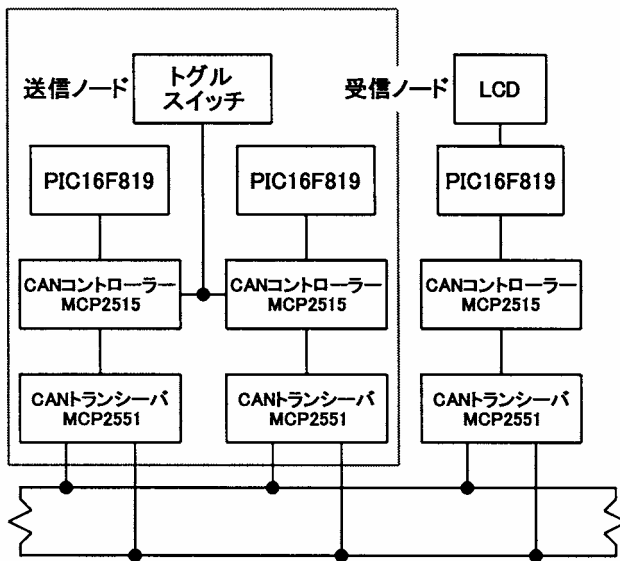 送信ノード
トグル
スイッチ
受信ノード
LCD
PIC16F819
PIC16F819
PIC16F819
CANコントローラー
MCP2515
CANコントローラー
MCP2515
CANコントローラー
MCP2515
CANトランシーバ
MCP2551
CANトランシーバ
MCP2551
CANトランシーバ
MCP2551